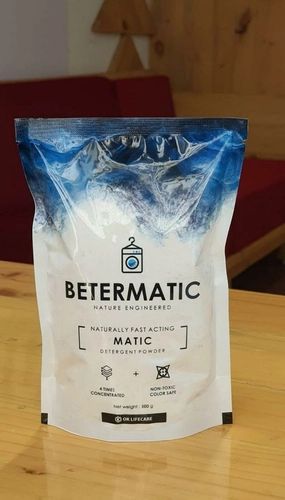 BETERMATIC
NATURE ENGINEERED
NATURALLY FAST ACTING
MATIC
DETERGENT POWDER
4 TIMES
CONCENTRATED
+
NON-TOXIC
COLOR SAFE
Net weight : 500 g
OK LIFECARE